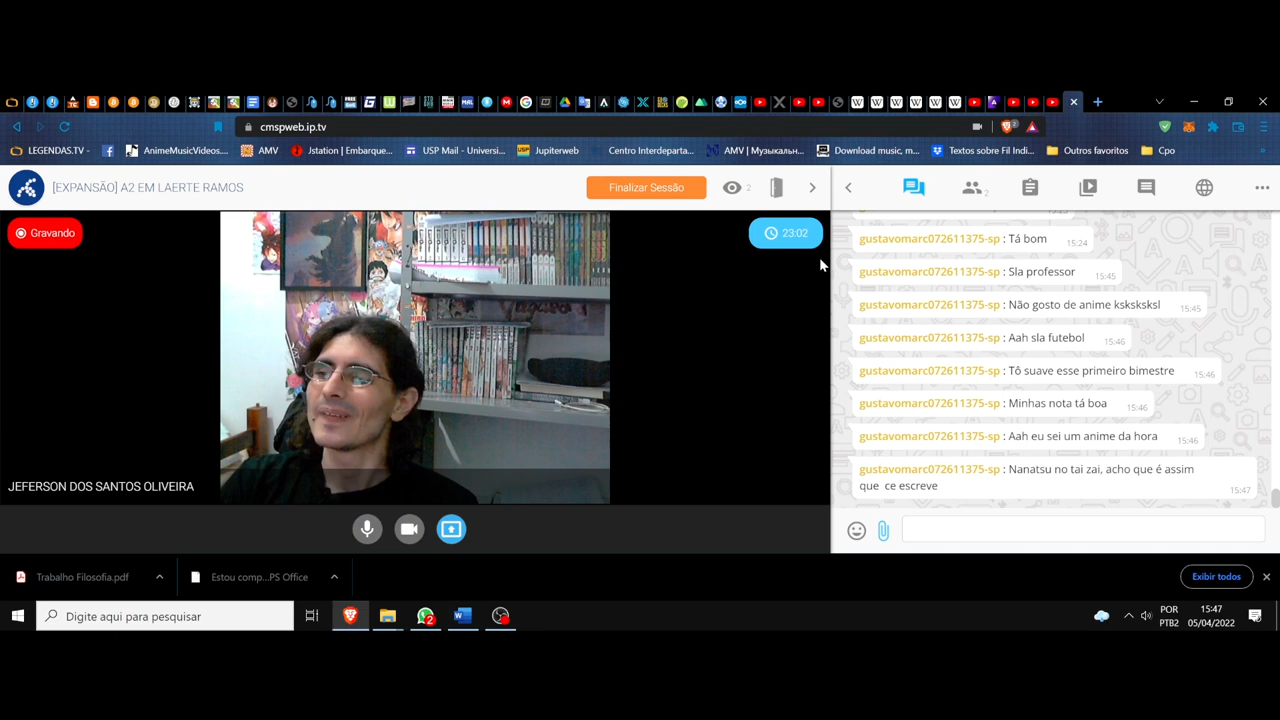 cmspweb.ip.tv
2
LEGENDAS.TV
AnimeMusicVideos...
AMV
Jstation | Embarque...
USP Mail - Universi...
Jupiterweb
Centro Interdeparta...
AMV | Музыкальн...
Download music, m...
Textos sobre Fil Indi...
Outros favoritos
Cpo
[EXPANSÃO] A2 EM LAERTE RAMOS
Finalizar Sessão
2
2
Gravando
23:02
JEFERSON DOS SANTOS OLIVEIRA
gustavomarc072611375-sp : Tá bom
15:24
gustavomarc072611375-sp : Sla professor
15:45
gustavomarc072611375-sp : Não gosto de anime ksksksksl
15:45
gustavomarc072611375-sp : Aah sla futebol
15:46
gustavomarc072611375-sp : Tô suave esse primeiro bimestre
15:46
gustavomarc072611375-sp : Minhas nota tá boa
15:46
gustavomarc072611375-sp : Aah eu sei um anime da hora
15:46
gustavomarc072611375-sp : Nanatsu no tai zai, acho que é assim
que ce escreve
15:47
Trabalho Filosofia.pdf
Estou comp...PS Office
Exibir todos
Digite aqui para pesquisar
2
POR
PTB2
15:47
05/04/2022